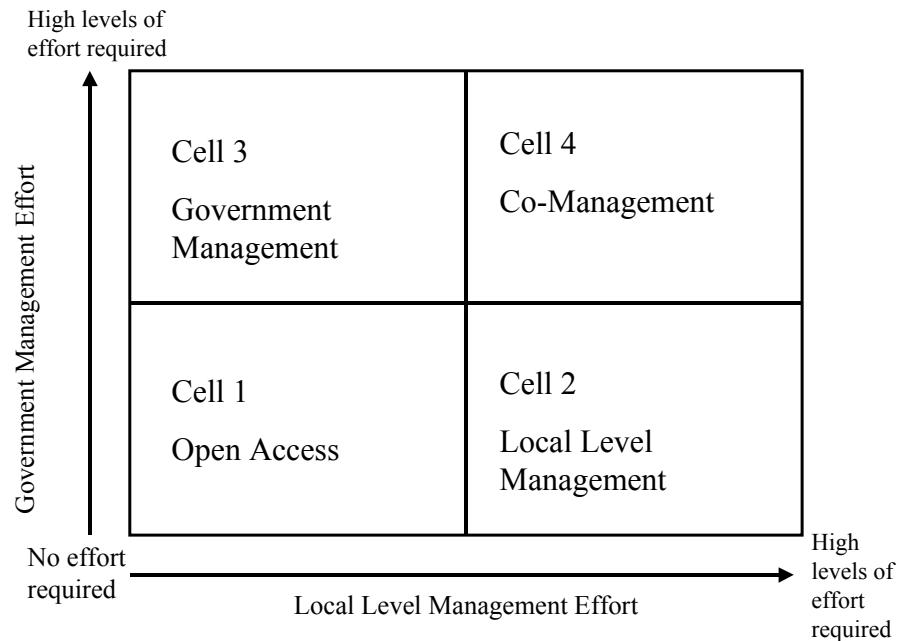 High levels of
effort required
Government Management Effort
Cell 3
Government
Management
Cell 4
Co-Management
Cell 1
Open Access
Cell 2
Local Level
Management
No effort
required
Local Level Management Effort
High
levels of
effort
required